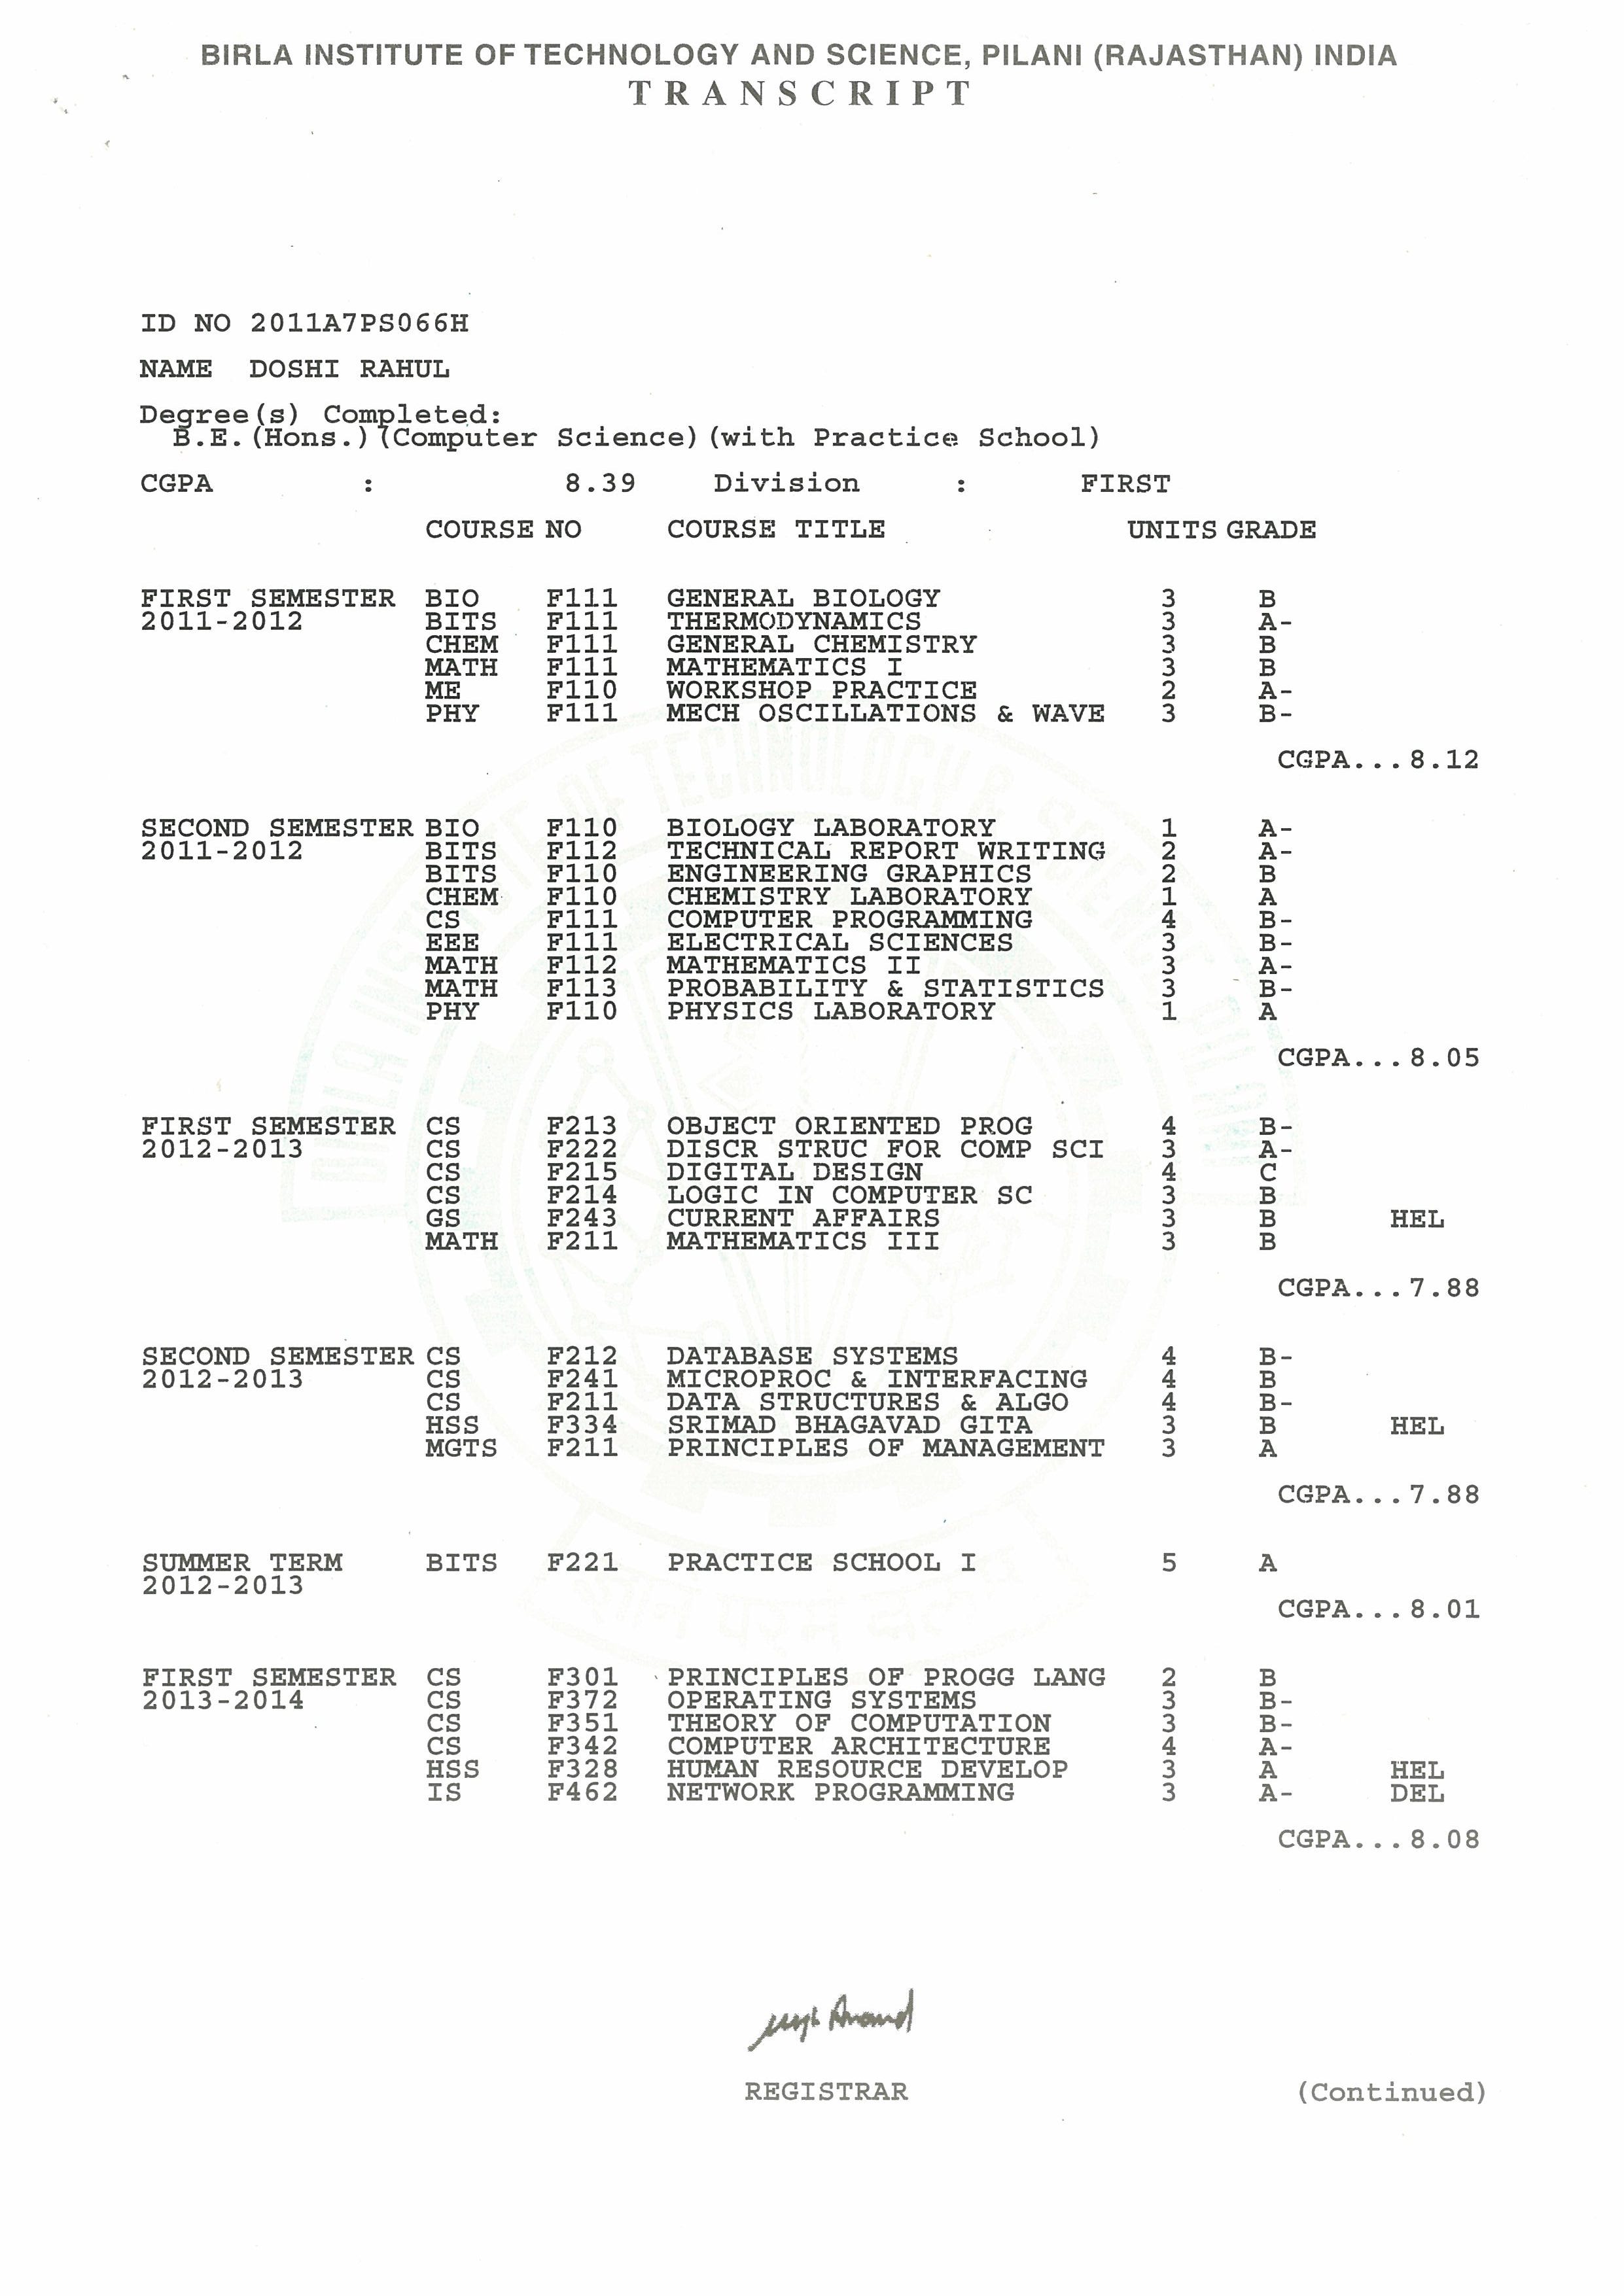 BIRLA INSTITUTE OF TECHNOLOGY AND SCIENCE, PILANI (RAJASTHAN) INDIA
TRANSCRIPT
ID NO 2011A7PS066H
NAME DOSHI RAHUL
Degree(s) Completed:
B.E.(Hons.)(Computer Science)(with Practice School)
CGPA : 8.39 Division : FIRST
COURSE NO COURSE TITLE UNITS GRADE
FIRST SEMESTER BIO F111 GENERAL BIOLOGY 3 B
2011-2012 BITS F111 THERMODYNAMICS 3 A-
CHEM F111 GENERAL CHEMISTRY 3 B
MATH F111 MATHEMATICS I 3 B
ME F110 WORKSHOP PRACTICE 2 A-
PHY F111 MECH OSCILLATIONS & WAVE 3 B-
CGPA...8.12
SECOND SEMESTER BIO F110 BIOLOGY LABORATORY 1 A-
2011-2012 BITS F112 TECHNICAL REPORT WRITING 2 A-
BITS F110 ENGINEERING GRAPHICS 2 B
CHEM F110 CHEMISTRY LABORATORY 1 A
CS F111 COMPUTER PROGRAMMING 4 B-
EEE F111 ELECTRICAL SCIENCES 3 B-
MATH F112 MATHEMATICS II 3 A-
MATH F113 PROBABILITY & STATISTICS 3 B-
PHY F110 PHYSICS LABORATORY 1 A
CGPA...8.05
FIRST SEMESTER CS F213 OBJECT ORIENTED PROG 4 B-
2012-2013 CS F222 DISCR STRUC FOR COMP SCI 3 A-
CS F215 DIGITAL DESIGN 4 C
CS F214 LOGIC IN COMPUTER SC 3 B
GS F243 CURRENT AFFAIRS 3 B HEL
MATH F211 MATHEMATICS III 3 B
CGPA...7.88
SECOND SEMESTER CS F212 DATABASE SYSTEMS 4 B-
2012-2013 CS F241 MICROPROC & INTERFACING 4 B
CS F211 DATA STRUCTURES & ALGO 4 B-
HSS F334 SRIMAD BHAGAVAD GITA 3 B HEL
MGTS F211 PRINCIPLES OF MANAGEMENT 3 A
CGPA...7.88
SUMMER TERM BITS F221 PRACTICE SCHOOL I 5 A
2012-2013
CGPA...8.01
FIRST SEMESTER CS F301 PRINCIPLES OF PROGG LANG 2 B
2013-2014 CS F372 OPERATING SYSTEMS 3 B-
CS F351 THEORY OF COMPUTATION 3 B-
CS F342 COMPUTER ARCHITECTURE 4 A-
HSS F328 HUMAN RESOURCE DEVELOP 3 A HEL
IS F462 NETWORK PROGRAMMING 3 A- DEL
CGPA...8.08
Anand
REGISTRAR (Continued)